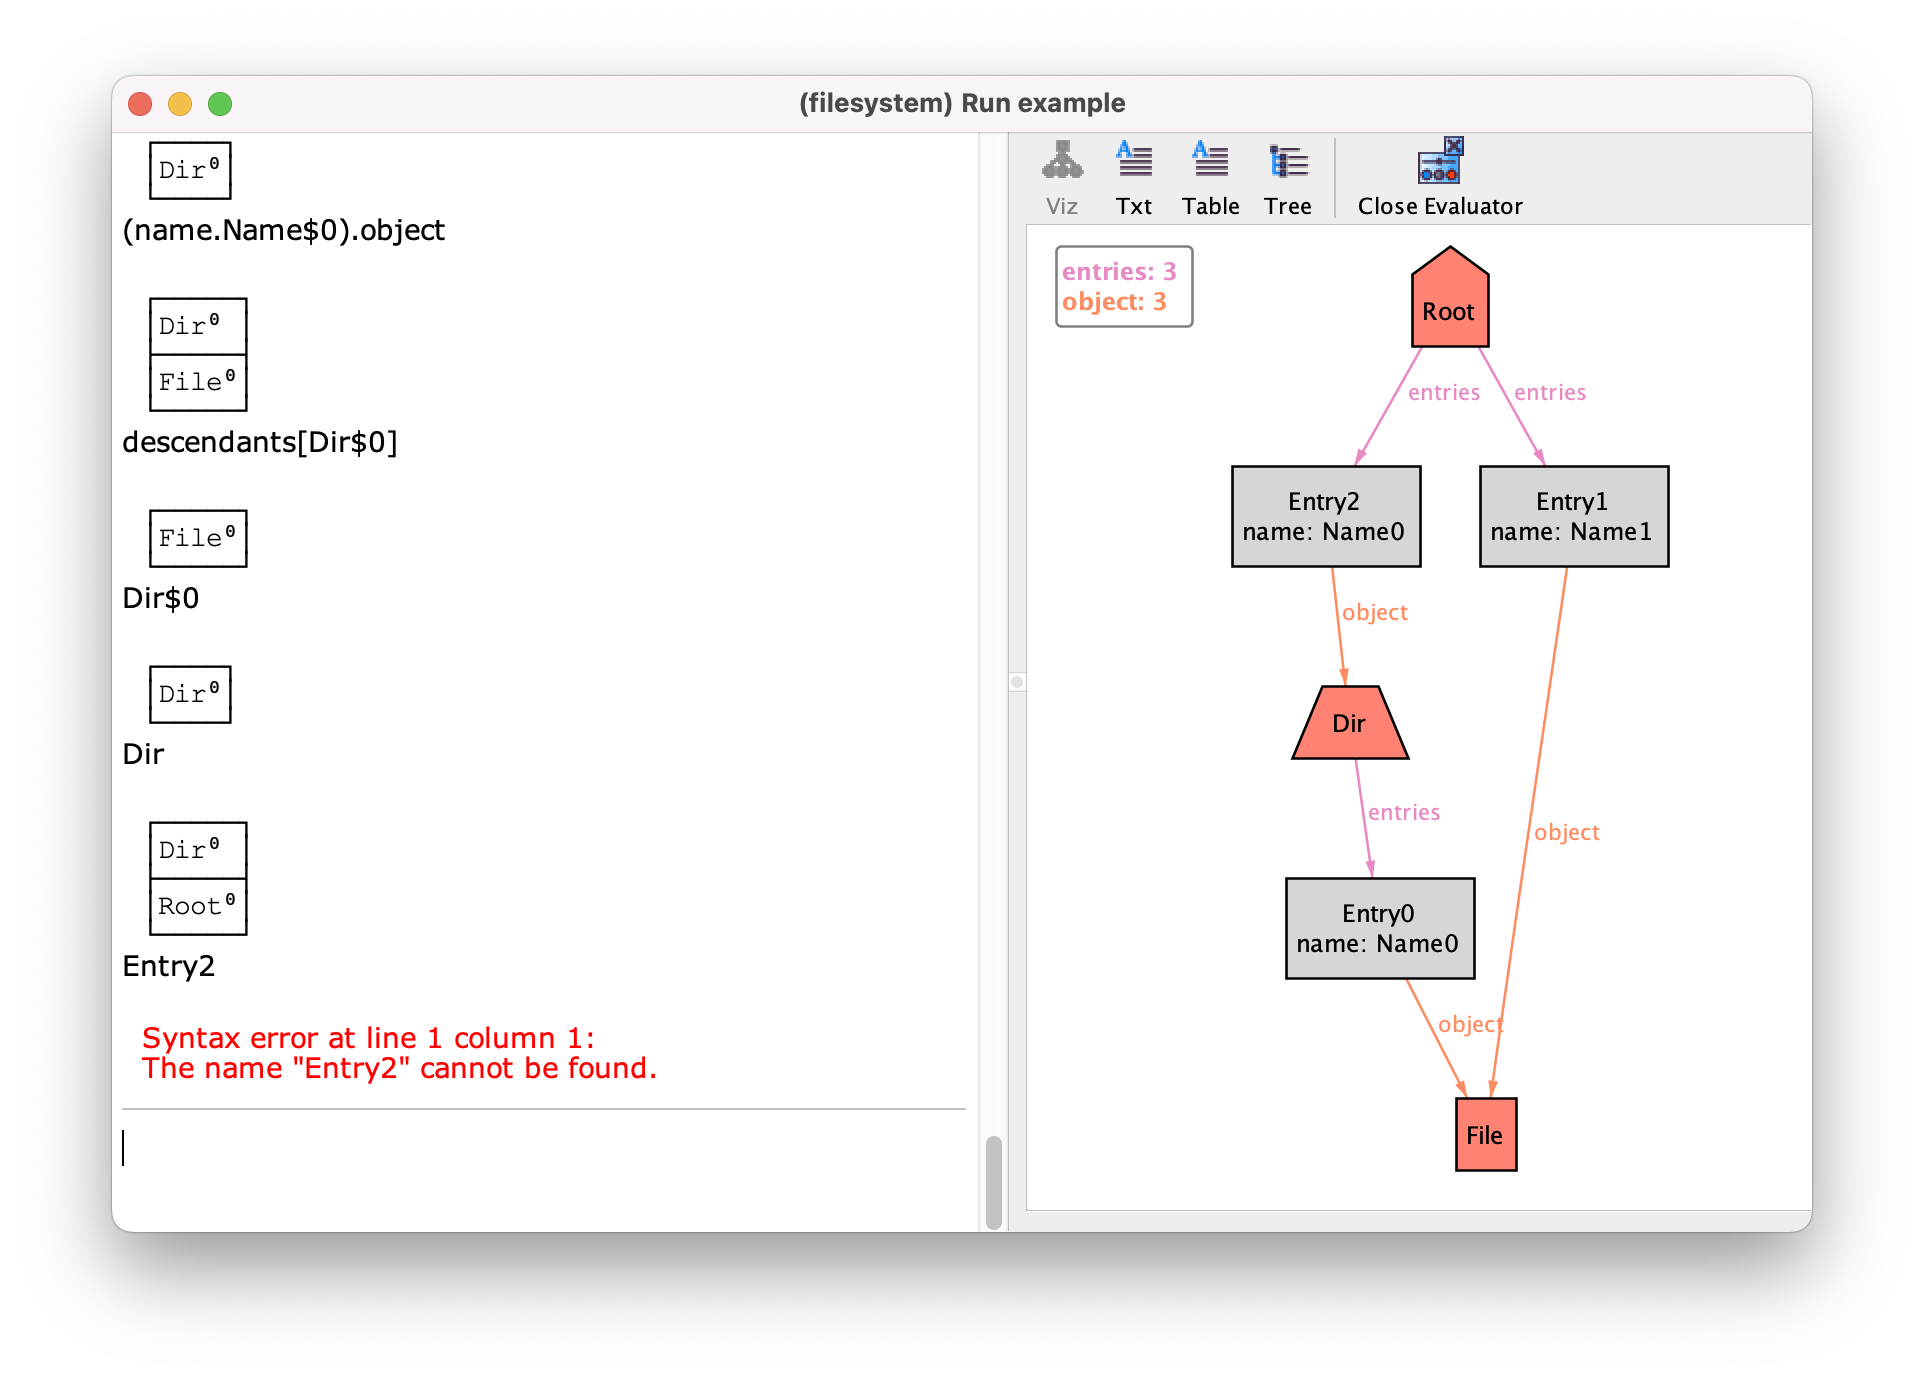 (filesystem) Run example
Dir⁰
(name.Name$0).object
Dir⁰
File⁰
descendants[Dir$0]
File⁰
Dir$0
Dir⁰
Dir
Dir⁰
Root⁰
Entry2
Syntax error at line 1 column 1:
The name "Entry2" cannot be found.
Viz
Txt
Table
Tree
Close Evaluator
entries: 3
object: 3
Root
entries
entries
Entry2
name: Name0
Entry1
name: Name1
object
Dir
entries
object
Entry0
name: Name0
object
File